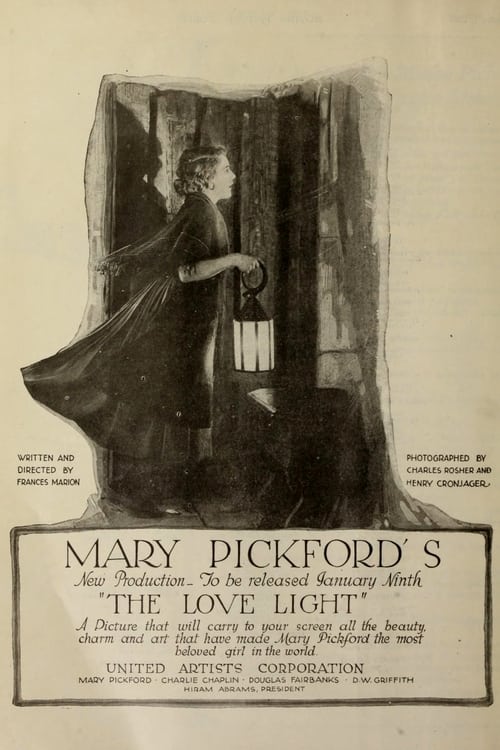 WRITTEN AND
DIRECTED BY
FRANCES MARION
PHOTOGRAPHED BY
CHARLES ROSHER AND
HENRY CRONJAGER
MARY PICKFORD'S
New Production - To be released January Ninth
"THE LOVE LIGHT"
A Picture that will carry to your screen all the beauty,
charm and art that have made Mary Pickford the most
beloved girl in the world.
UNITED ARTISTS CORPORATION
MARY PICKFORD · CHARLIE CHAPLIN · DOUGLAS FAIRBANKS · D.W. GRIFFITH
HIRAM ABRAMS, PRESIDENT